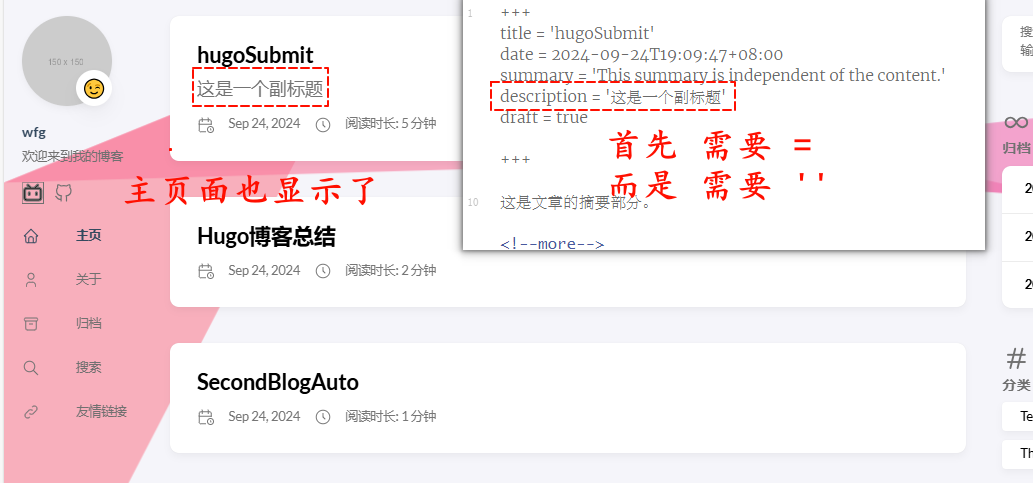 150 x 150
wfg
欢迎来到我的博客
主页
关于
归档
搜索
友情链接
hugoSubmit
这是一个副标题
Sep 24, 2024
阅读时长: 5 分钟
主页面也显示了
Hugo博客总结
Sep 24, 2024
阅读时长: 2 分钟
SecondBlogAuto
Sep 24, 2024
阅读时长: 1 分钟
1
+++
title = 'hugoSubmit'
date = 2024-09-24T19:09:47+08:00
summary = 'This summary is independent of the content.'
description = '这是一个副标题'
draft = true
+++
首先 需要 =
而是 需要 ''
10
这是文章的摘要部分。
<!--more-->
搜
输
归档
2
2
2
#
分类
Te
Th